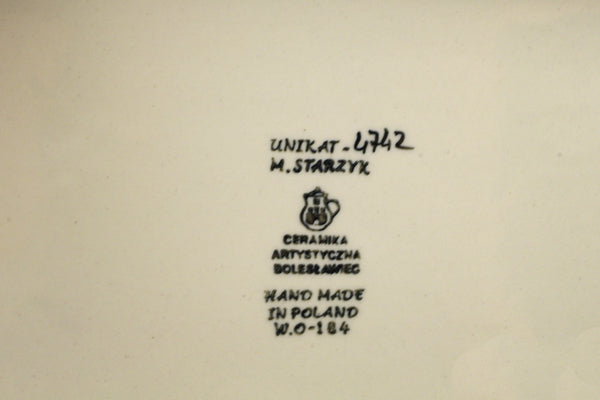 UNIKAT - 4742
M. STARZYK
CERAMIKA
ARTYSTYCZNA
BOLESŁAWIEC
HAND MADE
IN POLAND
W.O-184